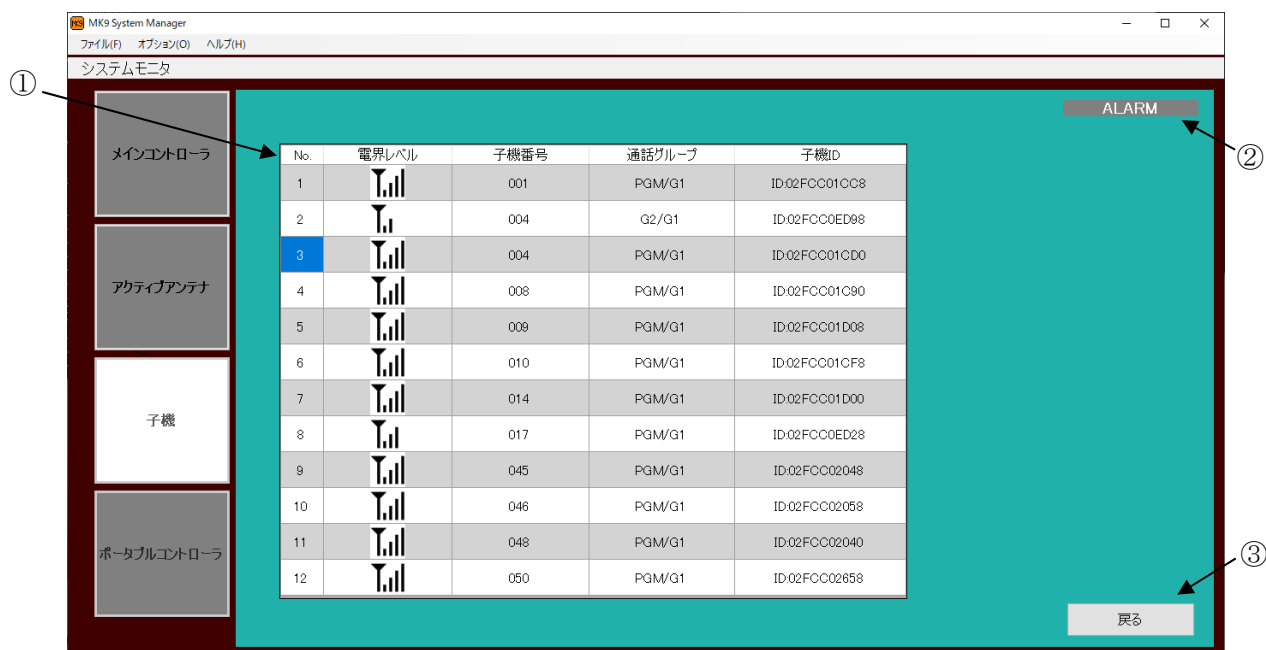 MK9 MK9 System Manager
ファイル(F) オプション(O) ヘルプ(H)
システムモニタ
①
ALARM
②
メインコントローラ
アクティブアンテナ
子機
ポータブルコントローラ
No. 電界レベル 子機番号 通話グループ 子機ID
1 001 PGM/G1 ID:02FCC01CC8
2 004 G2/G1 ID:02FCC0ED98
3 004 PGM/G1 ID:02FCC01CD0
4 008 PGM/G1 ID:02FCC01C90
5 009 PGM/G1 ID:02FCC01D08
6 010 PGM/G1 ID:02FCC01CF8
7 014 PGM/G1 ID:02FCC01D00
8 017 PGM/G1 ID:02FCC0ED28
9 045 PGM/G1 ID:02FCC02048
10 046 PGM/G1 ID:02FCC02058
11 048 PGM/G1 ID:02FCC02040
12 050 PGM/G1 ID:02FCC02658
③
戻る